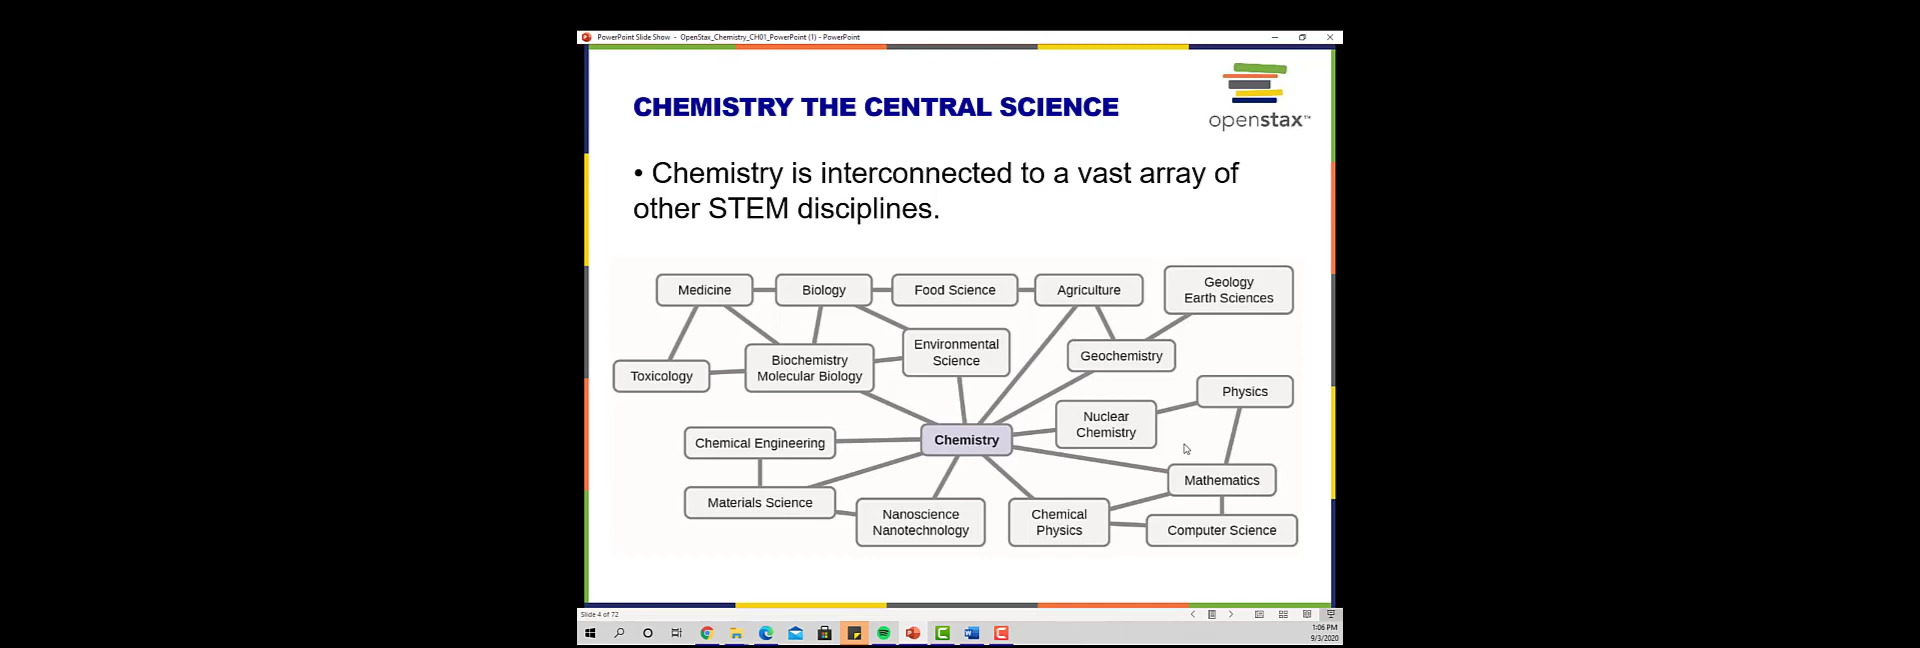 PowerPoint Slide Show - OpenStax_Chemistry_CH01_PowerPoint (1) - PowerPoint
openstax™
CHEMISTRY THE CENTRAL SCIENCE
• Chemistry is interconnected to a vast array of
other STEM disciplines.
Medicine
Biology
Food Science
Agriculture
Geology
Earth Sciences
Environmental
Science
Geochemistry
Biochemistry
Molecular Biology
Toxicology
Physics
Nuclear
Chemistry
Chemical Engineering
Chemistry
Mathematics
Materials Science
Nanoscience
Nanotechnology
Chemical
Physics
Computer Science
Slide 4 of 72
1:06 PM
9/3/2020